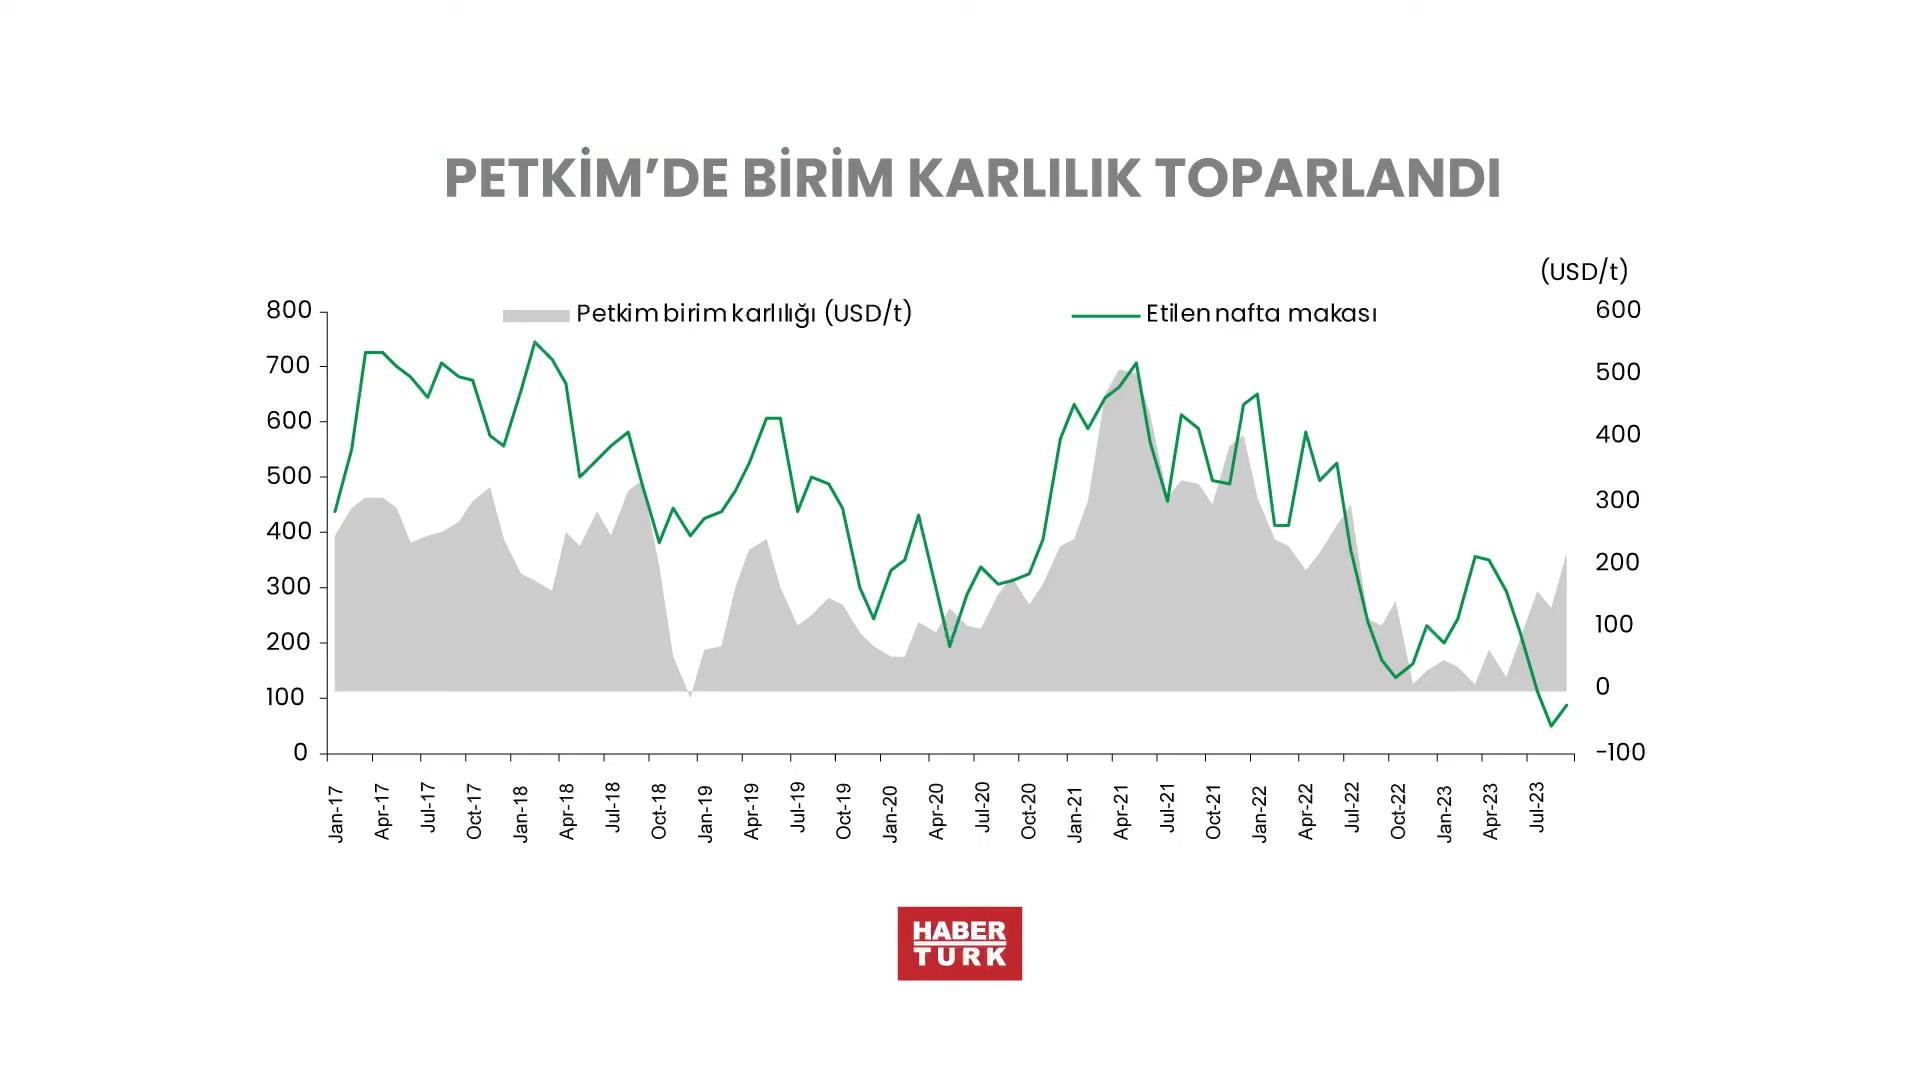 PETKİM’DE BİRİM KARLILIK TOPARLANDI
(USD/t)
Petkim birim karlılığı (USD/t)
Etilen nafta makası
800
700
600
500
400
300
200
100
0
600
500
400
300
200
100
0
-100
Jan-17
Apr-17
Jul-17
Oct-17
Jan-18
Apr-18
Jul-18
Oct-18
Jan-19
Apr-19
Jul-19
Oct-19
Jan-20
Apr-20
Jul-20
Oct-20
Jan-21
Apr-21
Jul-21
Oct-21
Jan-22
Apr-22
Jul-22
Oct-22
Jan-23
Apr-23
Jul-23
HABER
TURK